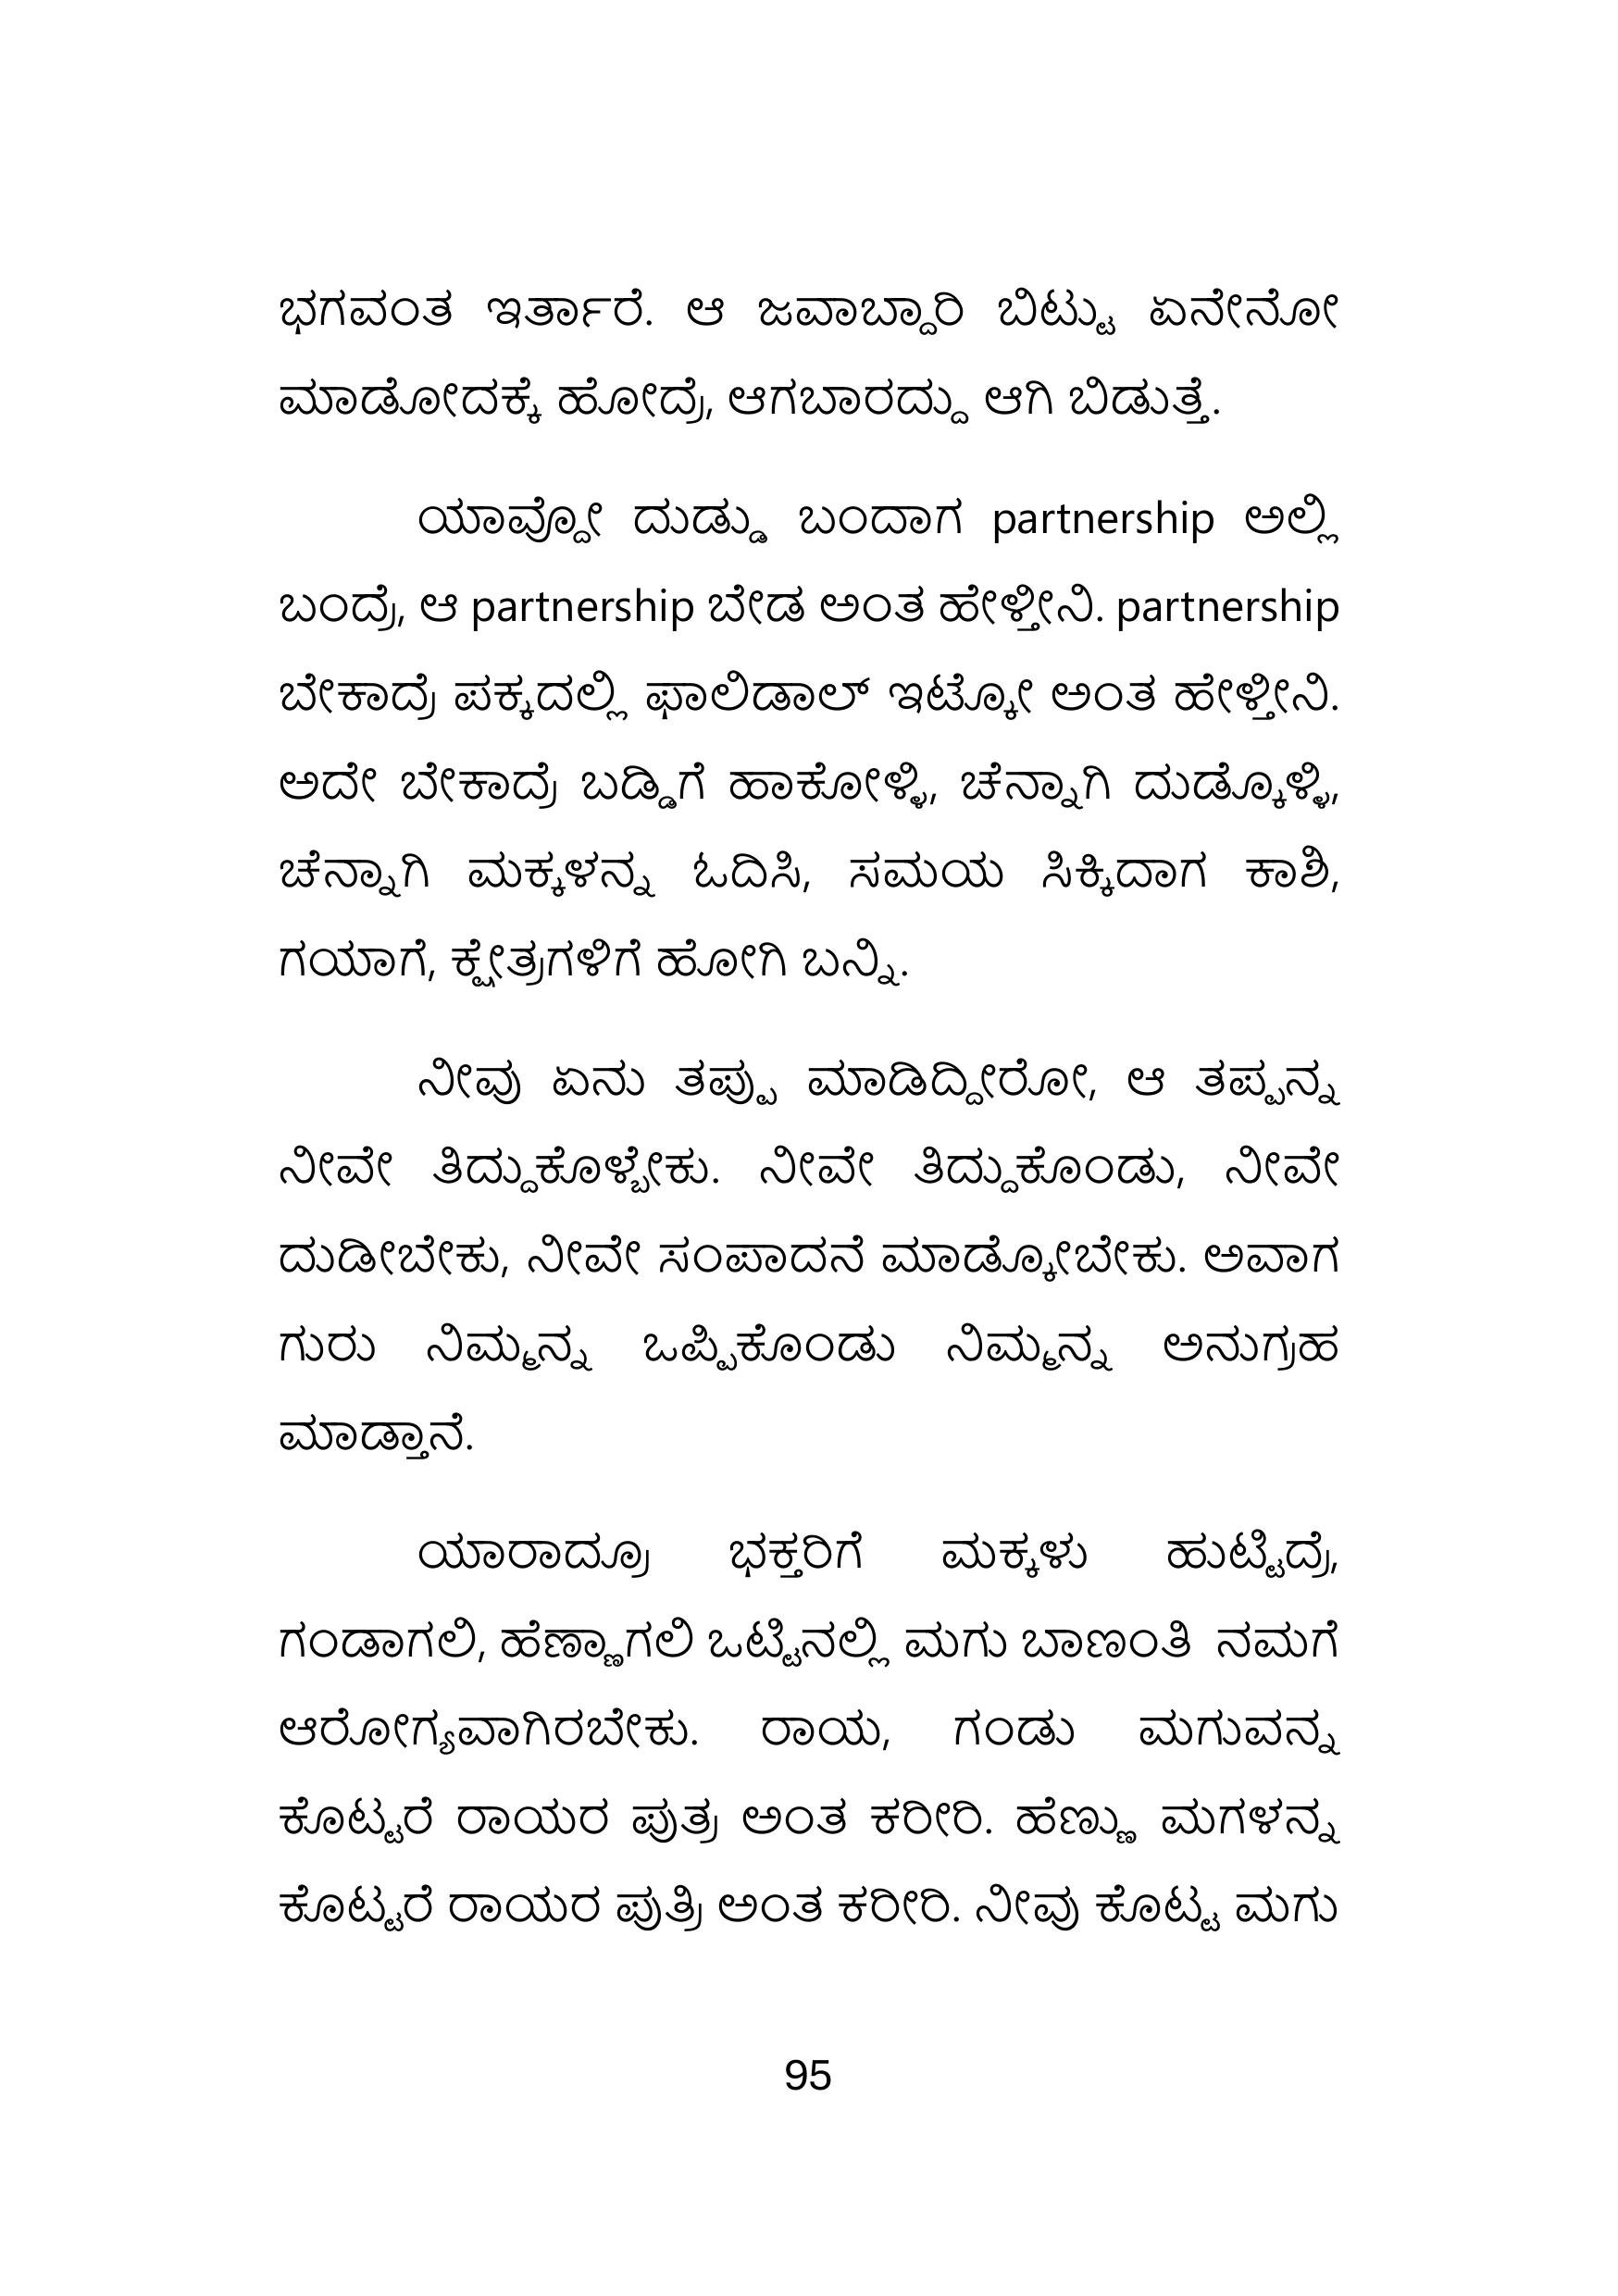 ಭಗವಂತ ಇರ್ತಾರೆ. ಆ ಜವಾಬ್ದಾರಿ ಬಿಟ್ಟು ಏನೇನೋ
ಮಾಡೋದಕ್ಕೆ ಹೋದ್ರೆ, ಆಗಬಾರದ್ದು ಆಗಿ ಬಿಡುತ್ತೆ.
ಯಾವ್ದೋ ದುಡ್ಡು ಬಂದಾಗ partnership ಅಲ್ಲಿ
ಬಂದ್ರೆ, ಆ partnership ಬೇಡ ಅಂತ ಹೇಳ್ತೀನಿ. partnership
ಬೇಕಾದ್ರೆ ಪಕ್ಕದಲ್ಲಿ ಫಾಲಿಡಾಲ್ ಇಟ್ಕೋ ಅಂತ ಹೇಳ್ತೀನಿ.
ಅದೇ ಬೇಕಾದ್ರೆ ಬಡ್ಡಿಗೆ ಹಾಕೋಳ್ಳಿ, ಚೆನ್ನಾಗಿ ದುಡ್ಕೊಳ್ಳಿ,
ಚೆನ್ನಾಗಿ ಮಕ್ಕಳನ್ನ ಓದಿಸಿ, ಸಮಯ ಸಿಕ್ಕಿದಾಗ ಕಾಶಿ,
ಗಯಾಗೆ, ಕ್ಷೇತ್ರಗಳಿಗೆ ಹೋಗಿ ಬನ್ನಿ.
ನೀವು ಏನು ತಪ್ಪು ಮಾಡಿದ್ದೀರೋ, ಆ ತಪ್ಪನ್ನ
ನೀವೇ ತಿದ್ದುಕೊಳ್ಬೇಕು. ನೀವೇ ತಿದ್ದುಕೊಂಡು, ನೀವೇ
ದುಡೀಬೇಕು, ನೀವೇ ಸಂಪಾದನೆ ಮಾಡ್ಕೋಬೇಕು. ಅವಾಗ
ಗುರು ನಿಮ್ಮನ್ನ ಒಪ್ಪಿಕೊಂಡು ನಿಮ್ಮನ್ನ ಅನುಗ್ರಹ
ಮಾಡ್ತಾನೆ.
ಯಾರಾದ್ರೂ ಭಕ್ತರಿಗೆ ಮಕ್ಕಳು ಹುಟ್ಟಿದ್ರೆ,
ಗಂಡಾಗಲಿ, ಹೆಣ್ಣಾಗಲಿ ಒಟ್ಟಿನಲ್ಲಿ ಮಗು ಬಾಣಂತಿ ನಮಗೆ
ಆರೋಗ್ಯವಾಗಿರಬೇಕು. ರಾಯ, ಗಂಡು ಮಗುವನ್ನ
ಕೊಟ್ಟರೆ ರಾಯರ ಪುತ್ರ ಅಂತ ಕರೀರಿ. ಹೆಣ್ಣು ಮಗಳನ್ನ
ಕೊಟ್ಟರೆ ರಾಯರ ಪುತ್ರಿ ಅಂತ ಕರೀರಿ. ನೀವು ಕೊಟ್ಟ ಮಗು
95